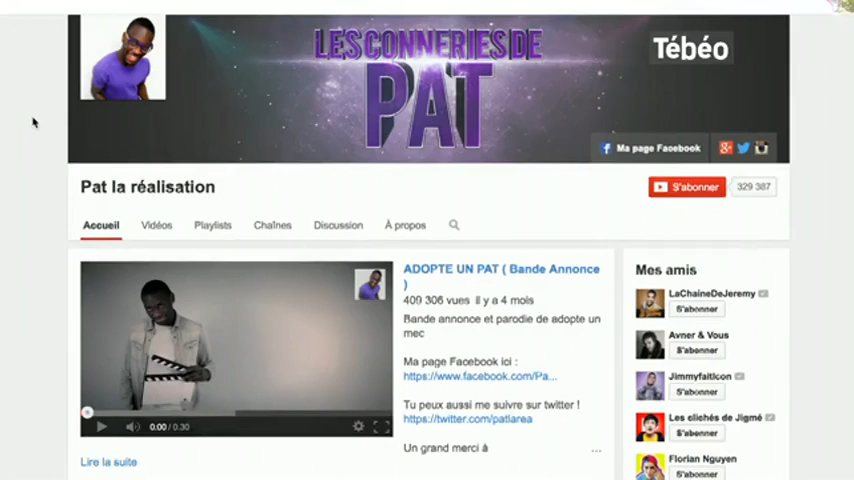 LES CONNERIES DE
PAT
Tébéo
Ma page Facebook
Pat la réalisation
S'abonner
329 387
Accueil
Vidéos
Playlists
Chaînes
Discussion
À propos
ADOPTE UN PAT ( Bande Annonce
)
409 306 vues il y a 4 mois
Bande annonce et parodie de adopte un
mec
Ma page Facebook ici :
https://www.facebook.com/Pa...
Tu peux aussi me suivre sur twitter !
https://twitter.com/patlarea
Un grand merci à
...
0:00 / 0:30
Lire la suite
Mes amis
LaChaineDeJeremy
S'abonner
Avner & Vous
S'abonner
Jimmyfaitlcon
S'abonner
Les clichés de Jigmé
S'abonner
Florian Nguyen
S'abonner